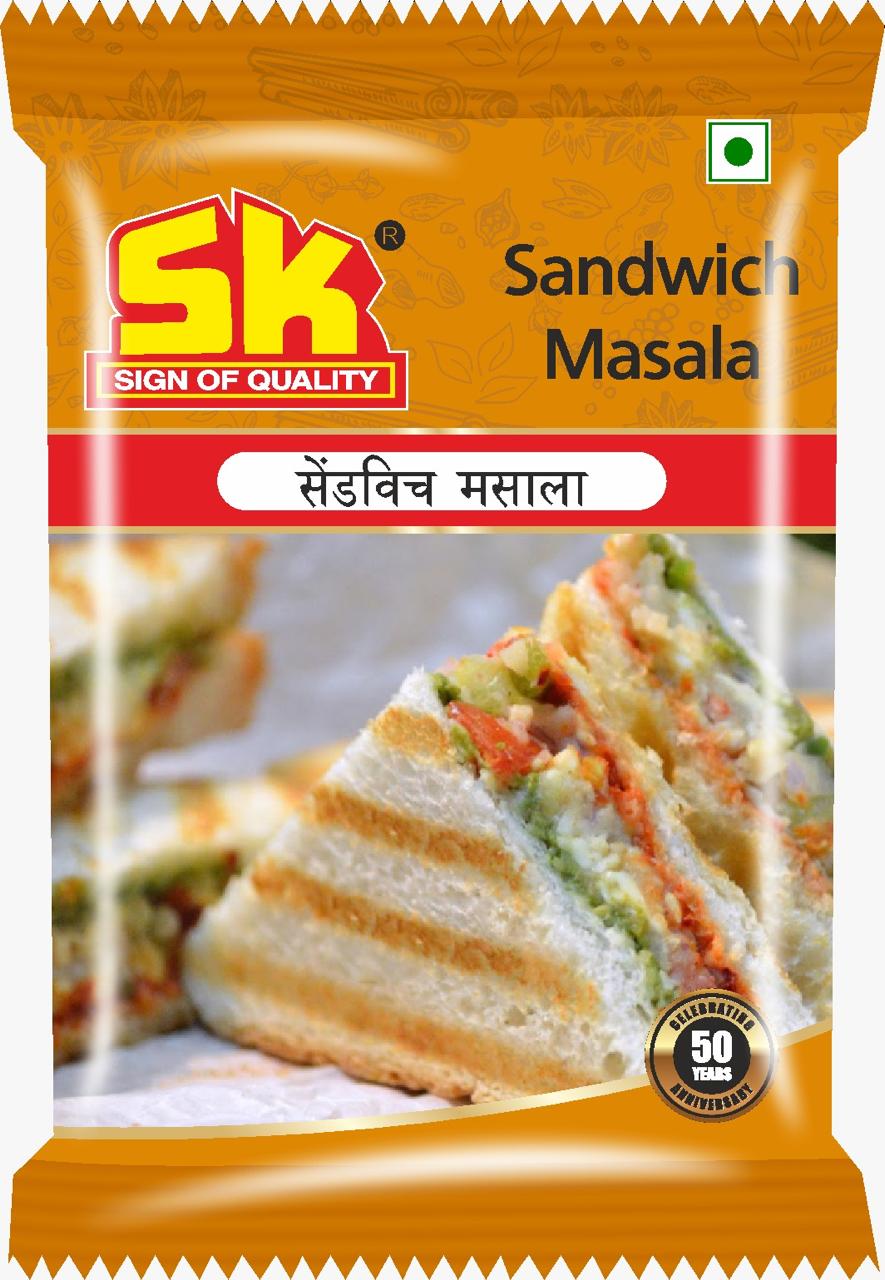 SK
®
SIGN OF QUALITY
Sandwich
Masala
सेंडविच मसाला
CELEBRATING
50
YEARS
ANNIVERSARY